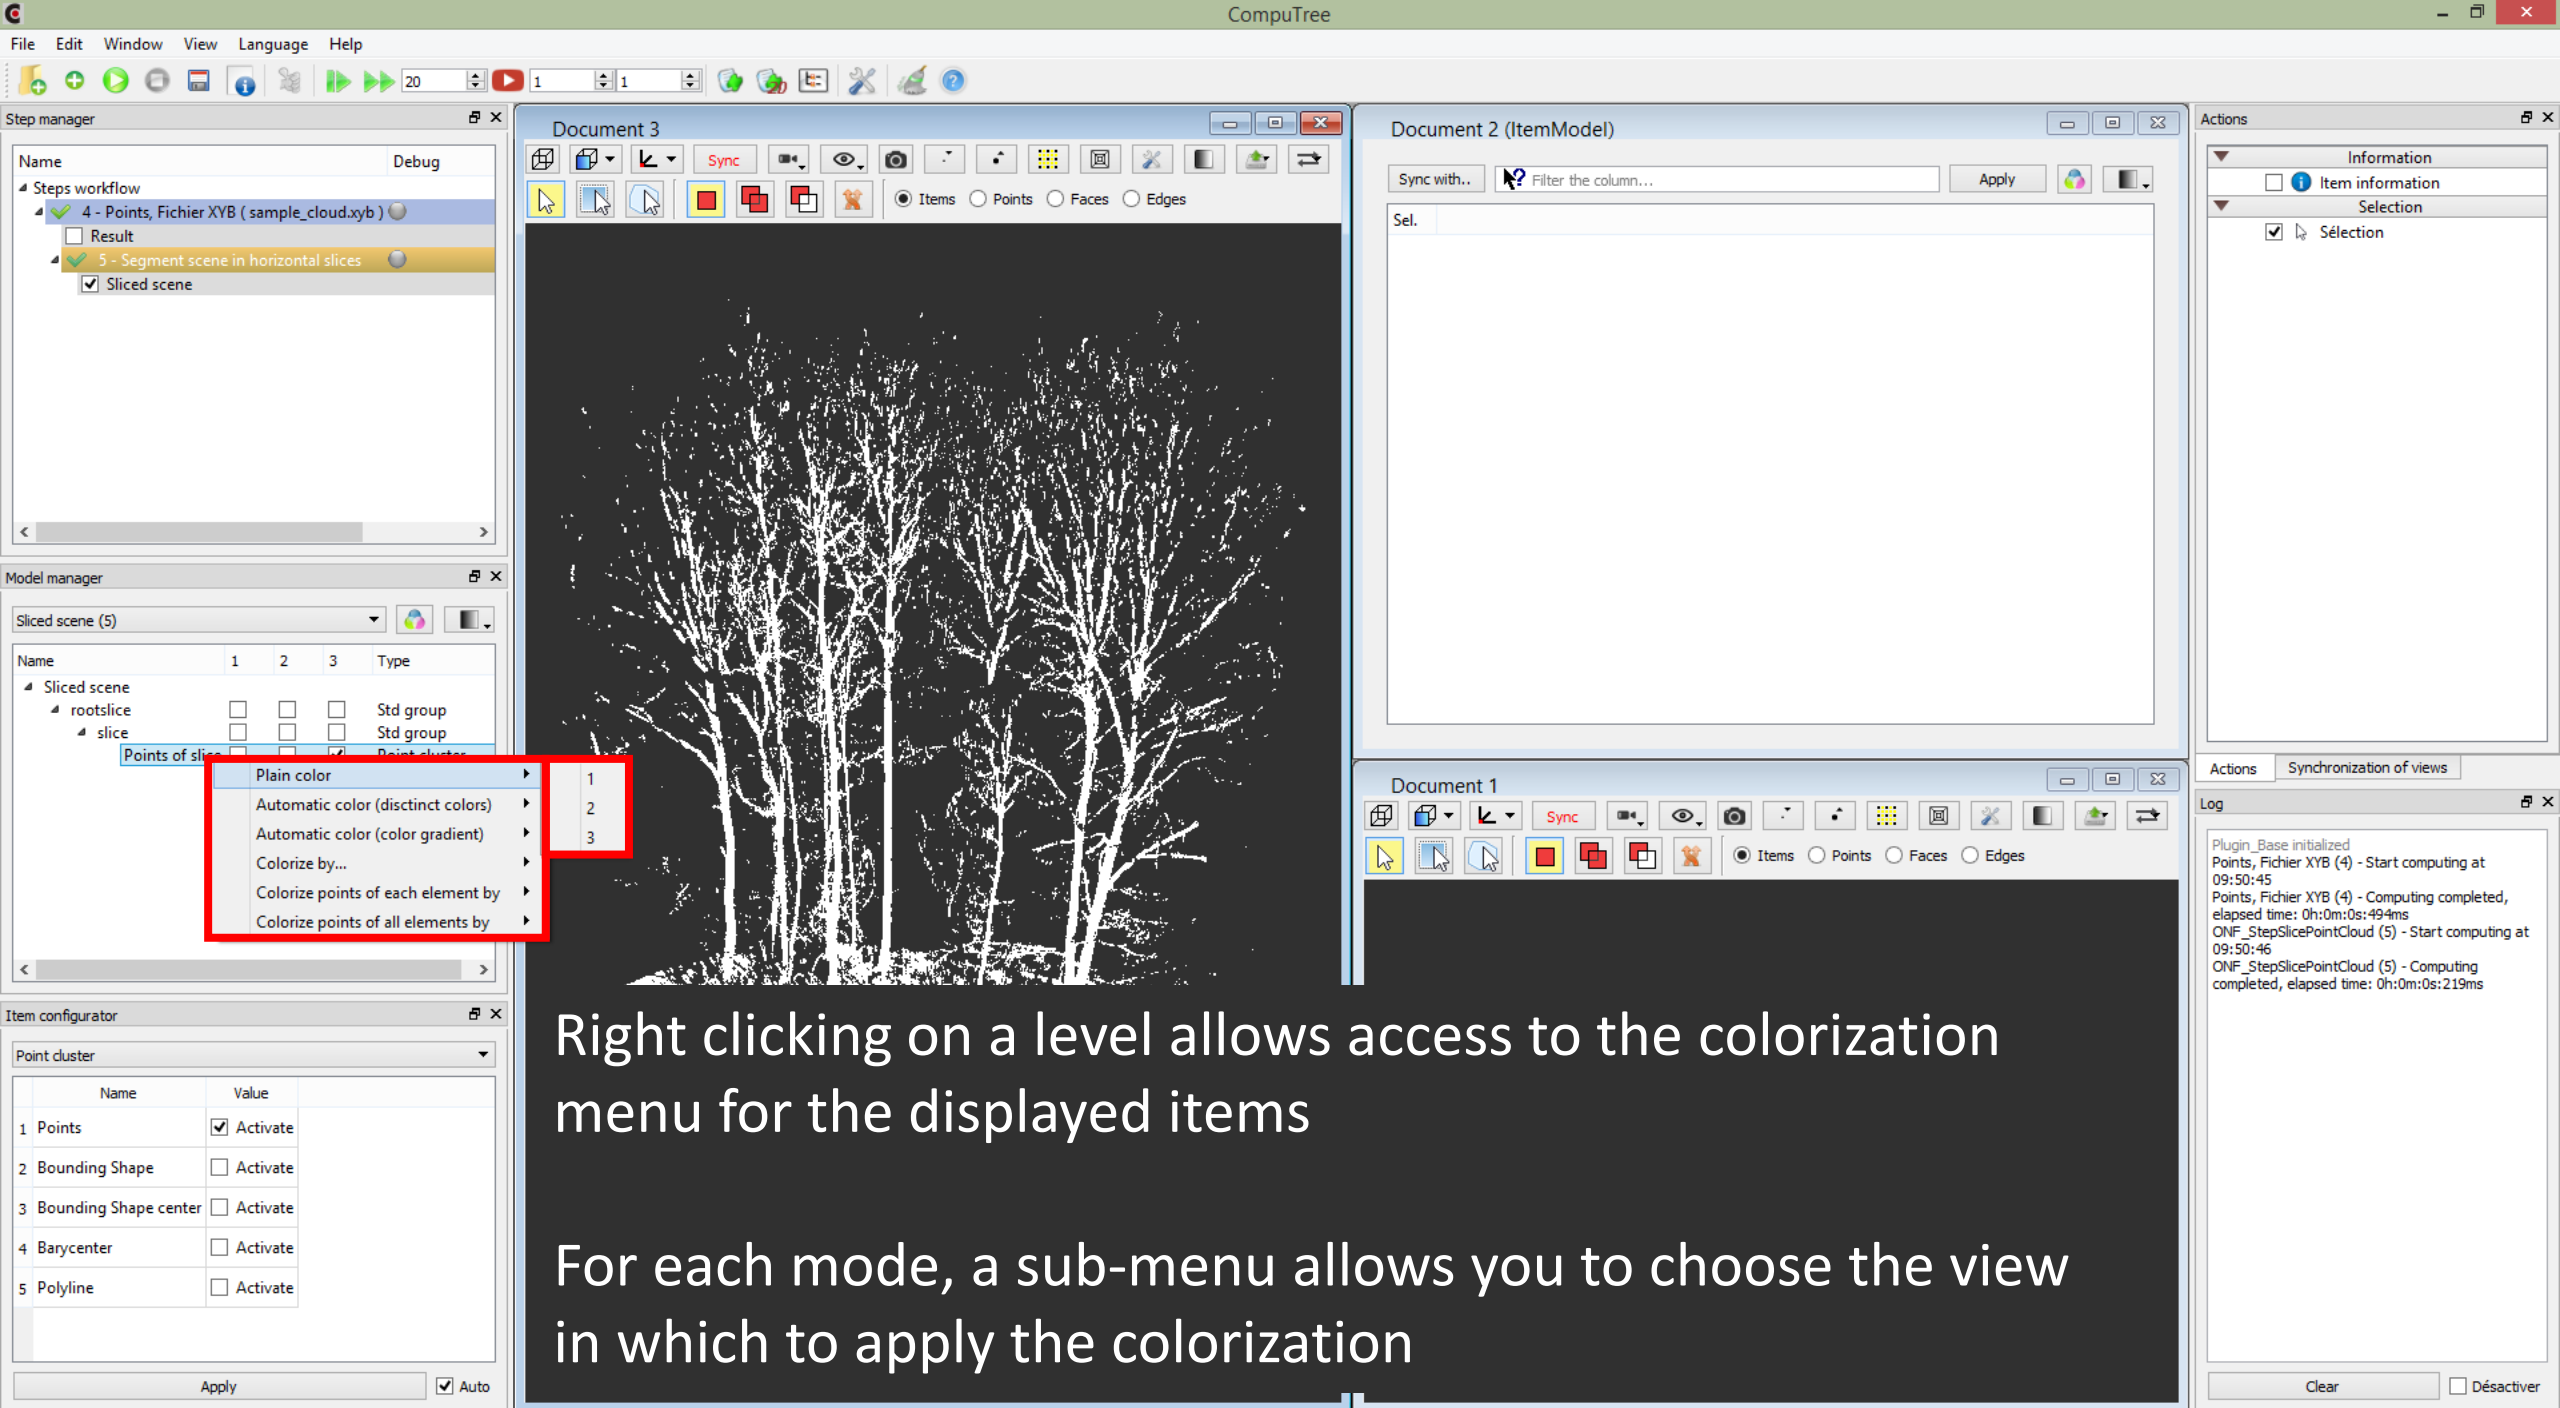 CompuTree
File Edit Window View Language Help
20 1 1
Step manager
Name Debug
Steps workflow
4 - Points, Fichier XYB ( sample_cloud.xyb )
Result
5 - Segment scene in horizontal slices
Sliced scene
Model manager
Sliced scene (5)
Name 1 2 3 Type
Sliced scene
rootslice Std group
slice Std group
Points of slice Point cluster
Plain color
Automatic color (disctinct colors)
Automatic color (color gradient)
Colorize by...
Colorize points of each element by
Colorize points of all elements by
1
2
3
Item configurator
Point cluster
Name Value
1 Points Activate
2 Bounding Shape Activate
3 Bounding Shape center Activate
4 Barycenter Activate
5 Polyline Activate
Apply Auto
Document 3
Sync
Items Points Faces Edges
Document 2 (ItemModel)
Sync with.. Filter the column... Apply
Sel.
Document 1
Sync
Items Points Faces Edges
Right clicking on a level allows access to the colorization
menu for the displayed items
For each mode, a sub-menu allows you to choose the view
in which to apply the colorization
Actions
Information
Item information
Selection
Sélection
Actions Synchronization of views
Log
Plugin_Base initialized
Points, Fichier XYB (4) - Start computing at
09:50:45
Points, Fichier XYB (4) - Computing completed,
elapsed time: 0h:0m:0s:494ms
ONF_StepSlicePointCloud (5) - Start computing at
09:50:46
ONF_StepSlicePointCloud (5) - Computing
completed, elapsed time: 0h:0m:0s:219ms
Clear Désactiver